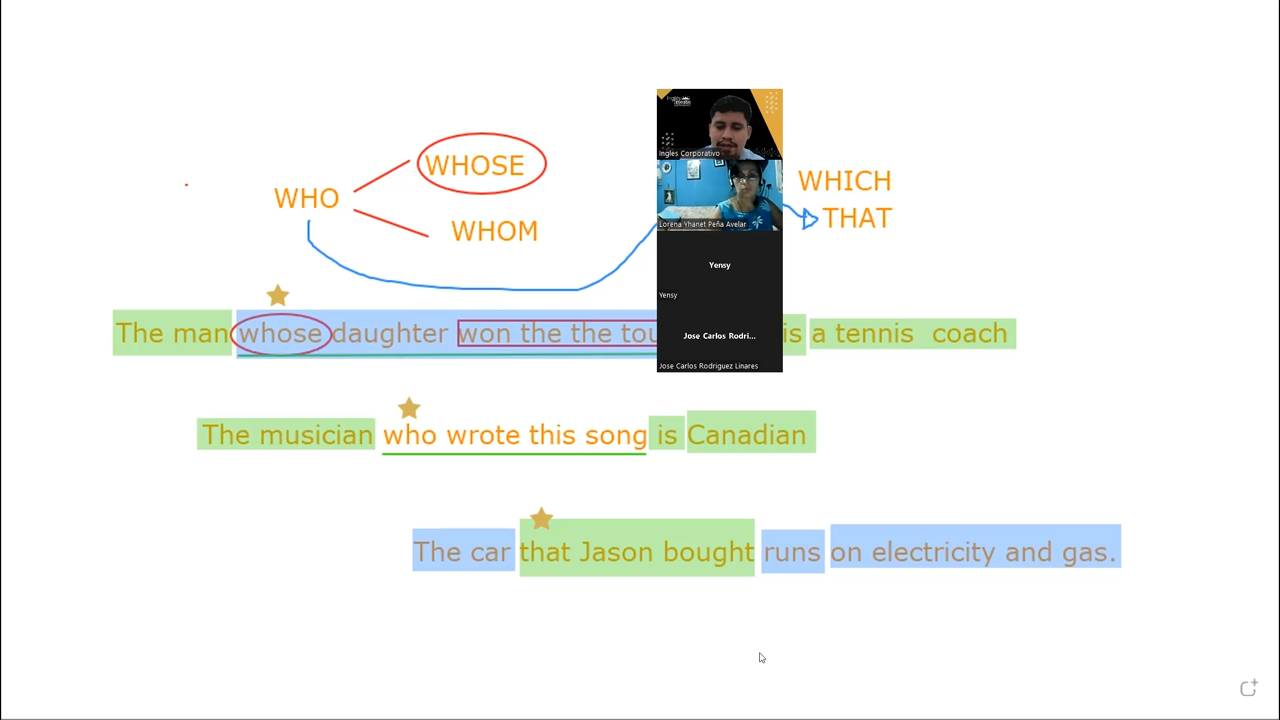 WHOSE
WHICH
WHO
THAT
WHOM
Ingles Corporativo
Lorena Yhanet Peña Avelar
Yensy
Yensy
The man whose daughter won the the tou is a tennis coach
Jose Carlos Rodri...
Jose Carlos Rodriguez Linares
The musician who wrote this song is Canadian
The car that Jason bought runs on electricity and gas.